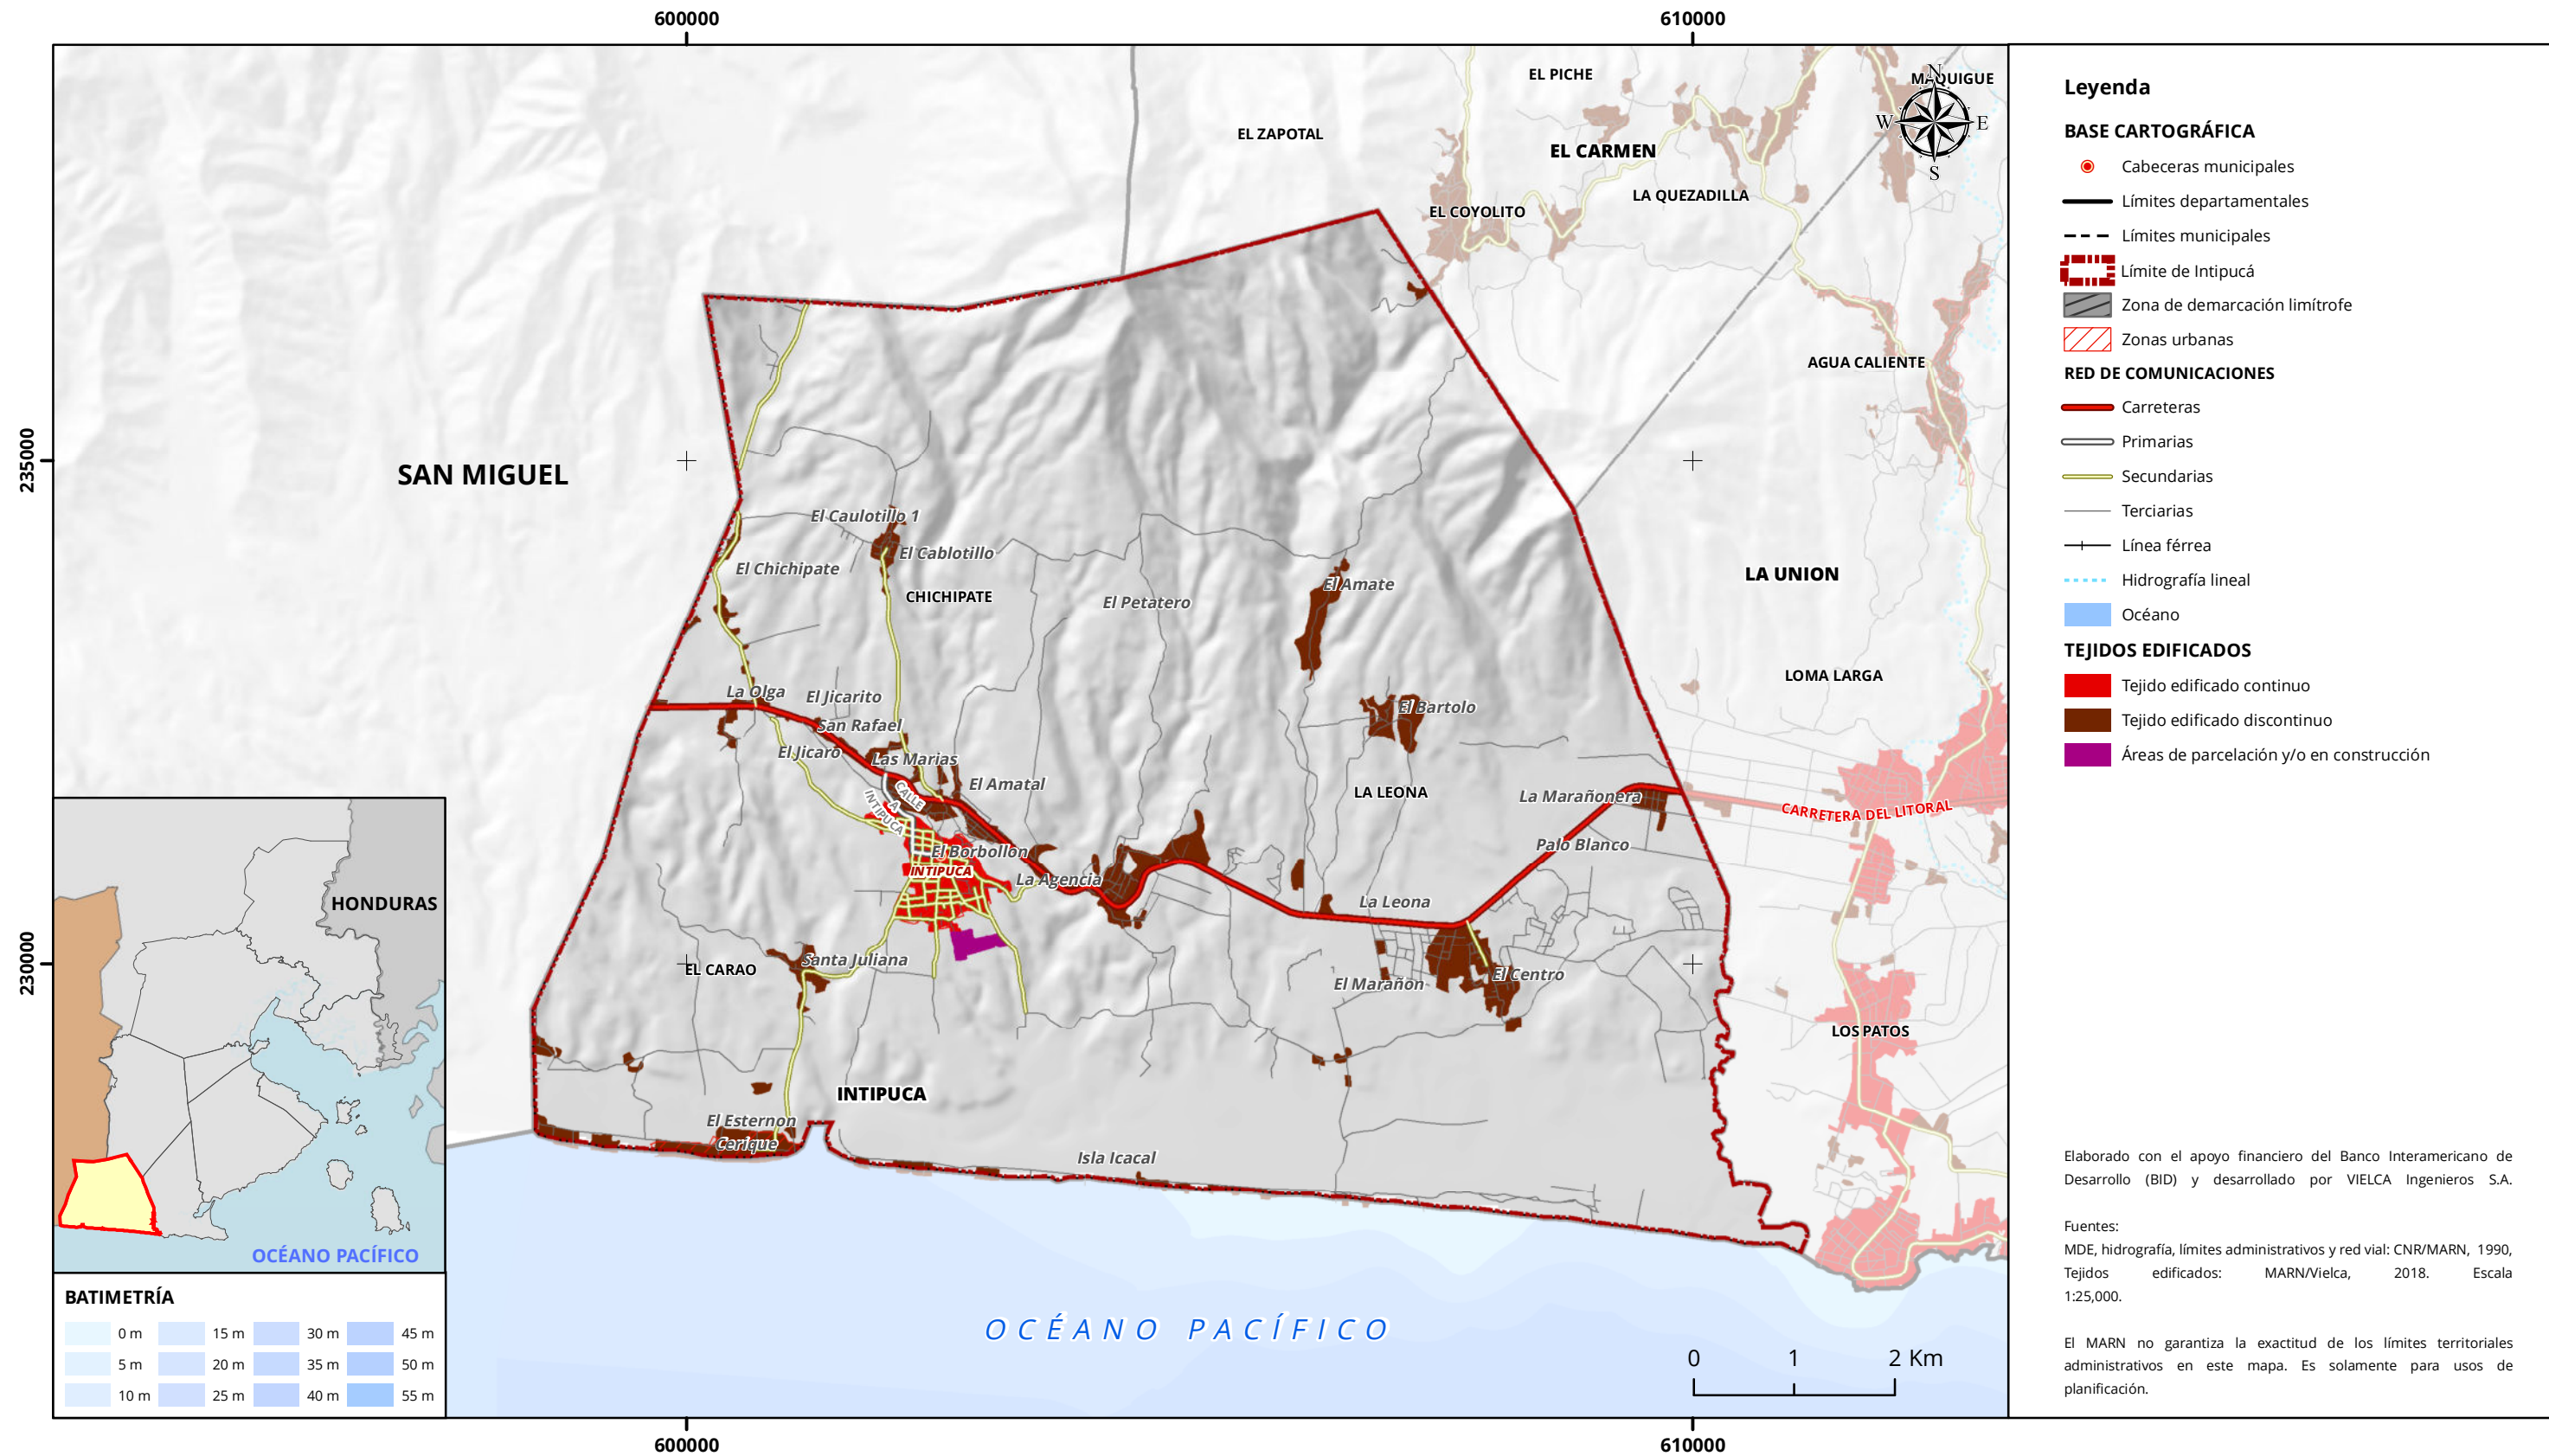 600000
610000
235000
230000
600000
610000
N
W
E
S
MAQUIGUE
EL PICHE
EL ZAPOTAL
EL CARMEN
LA QUEZADILLA
EL COYOLITO
AGUA CALIENTE
SAN MIGUEL
El Caulotillo 1
El Cablotillo
El Chichipate
CHICHIPATE
El Petatero
El Amate
LA UNION
LOMA LARGA
La Olga
El Jicarito
San Rafael
El Bartolo
El Jicaro
Las Marias
El Amatal
CALLE
A
INTIPUCA
LA LEONA
La Marañonera
CARRETERA DEL LITORAL
Palo Blanco
El Borbollon
INTIPUCA
La Agencia
La Leona
Santa Juliana
EL CARAO
El Marañon
El Centro
LOS PATOS
INTIPUCA
El Esternon
Cerique
Isla Icacal
OCÉANO PACÍFICO
0 1 2 Km
HONDURAS
OCÉANO PACÍFICO
BATIMETRÍA
0 m 15 m 30 m 45 m
5 m 20 m 35 m 50 m
10 m 25 m 40 m 55 m
Leyenda
BASE CARTOGRÁFICA
Cabeceras municipales
Límites departamentales
Límites municipales
Límite de Intipucá
Zona de demarcación limítrofe
Zonas urbanas
RED DE COMUNICACIONES
Carreteras
Primarias
Secundarias
Terciarias
Línea férrea
Hidrografía lineal
Océano
TEJIDOS EDIFICADOS
Tejido edificado continuo
Tejido edificado discontinuo
Áreas de parcelación y/o en construcción
Elaborado con el apoyo financiero del Banco Interamericano de
Desarrollo (BID) y desarrollado por VIELCA Ingenieros S.A.
Fuentes:
MDE, hidrografía, límites administrativos y red vial: CNR/MARN, 1990,
Tejidos edificados: MARN/Vielca, 2018. Escala
1:25,000.
El MARN no garantiza la exactitud de los límites territoriales
administrativos en este mapa. Es solamente para usos de
planificación.